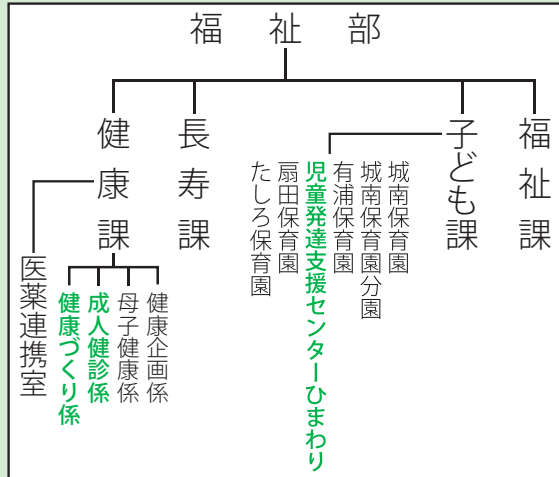 福祉部
福祉課
子ども課
城南保育園
城南保育園分園
有浦保育園
児童発達支援センターひまわり
扇田保育園
たしろ保育園
長寿課
健康課
健康企画係
母子健康係
成人健診係
健康づくり係
医薬連携室